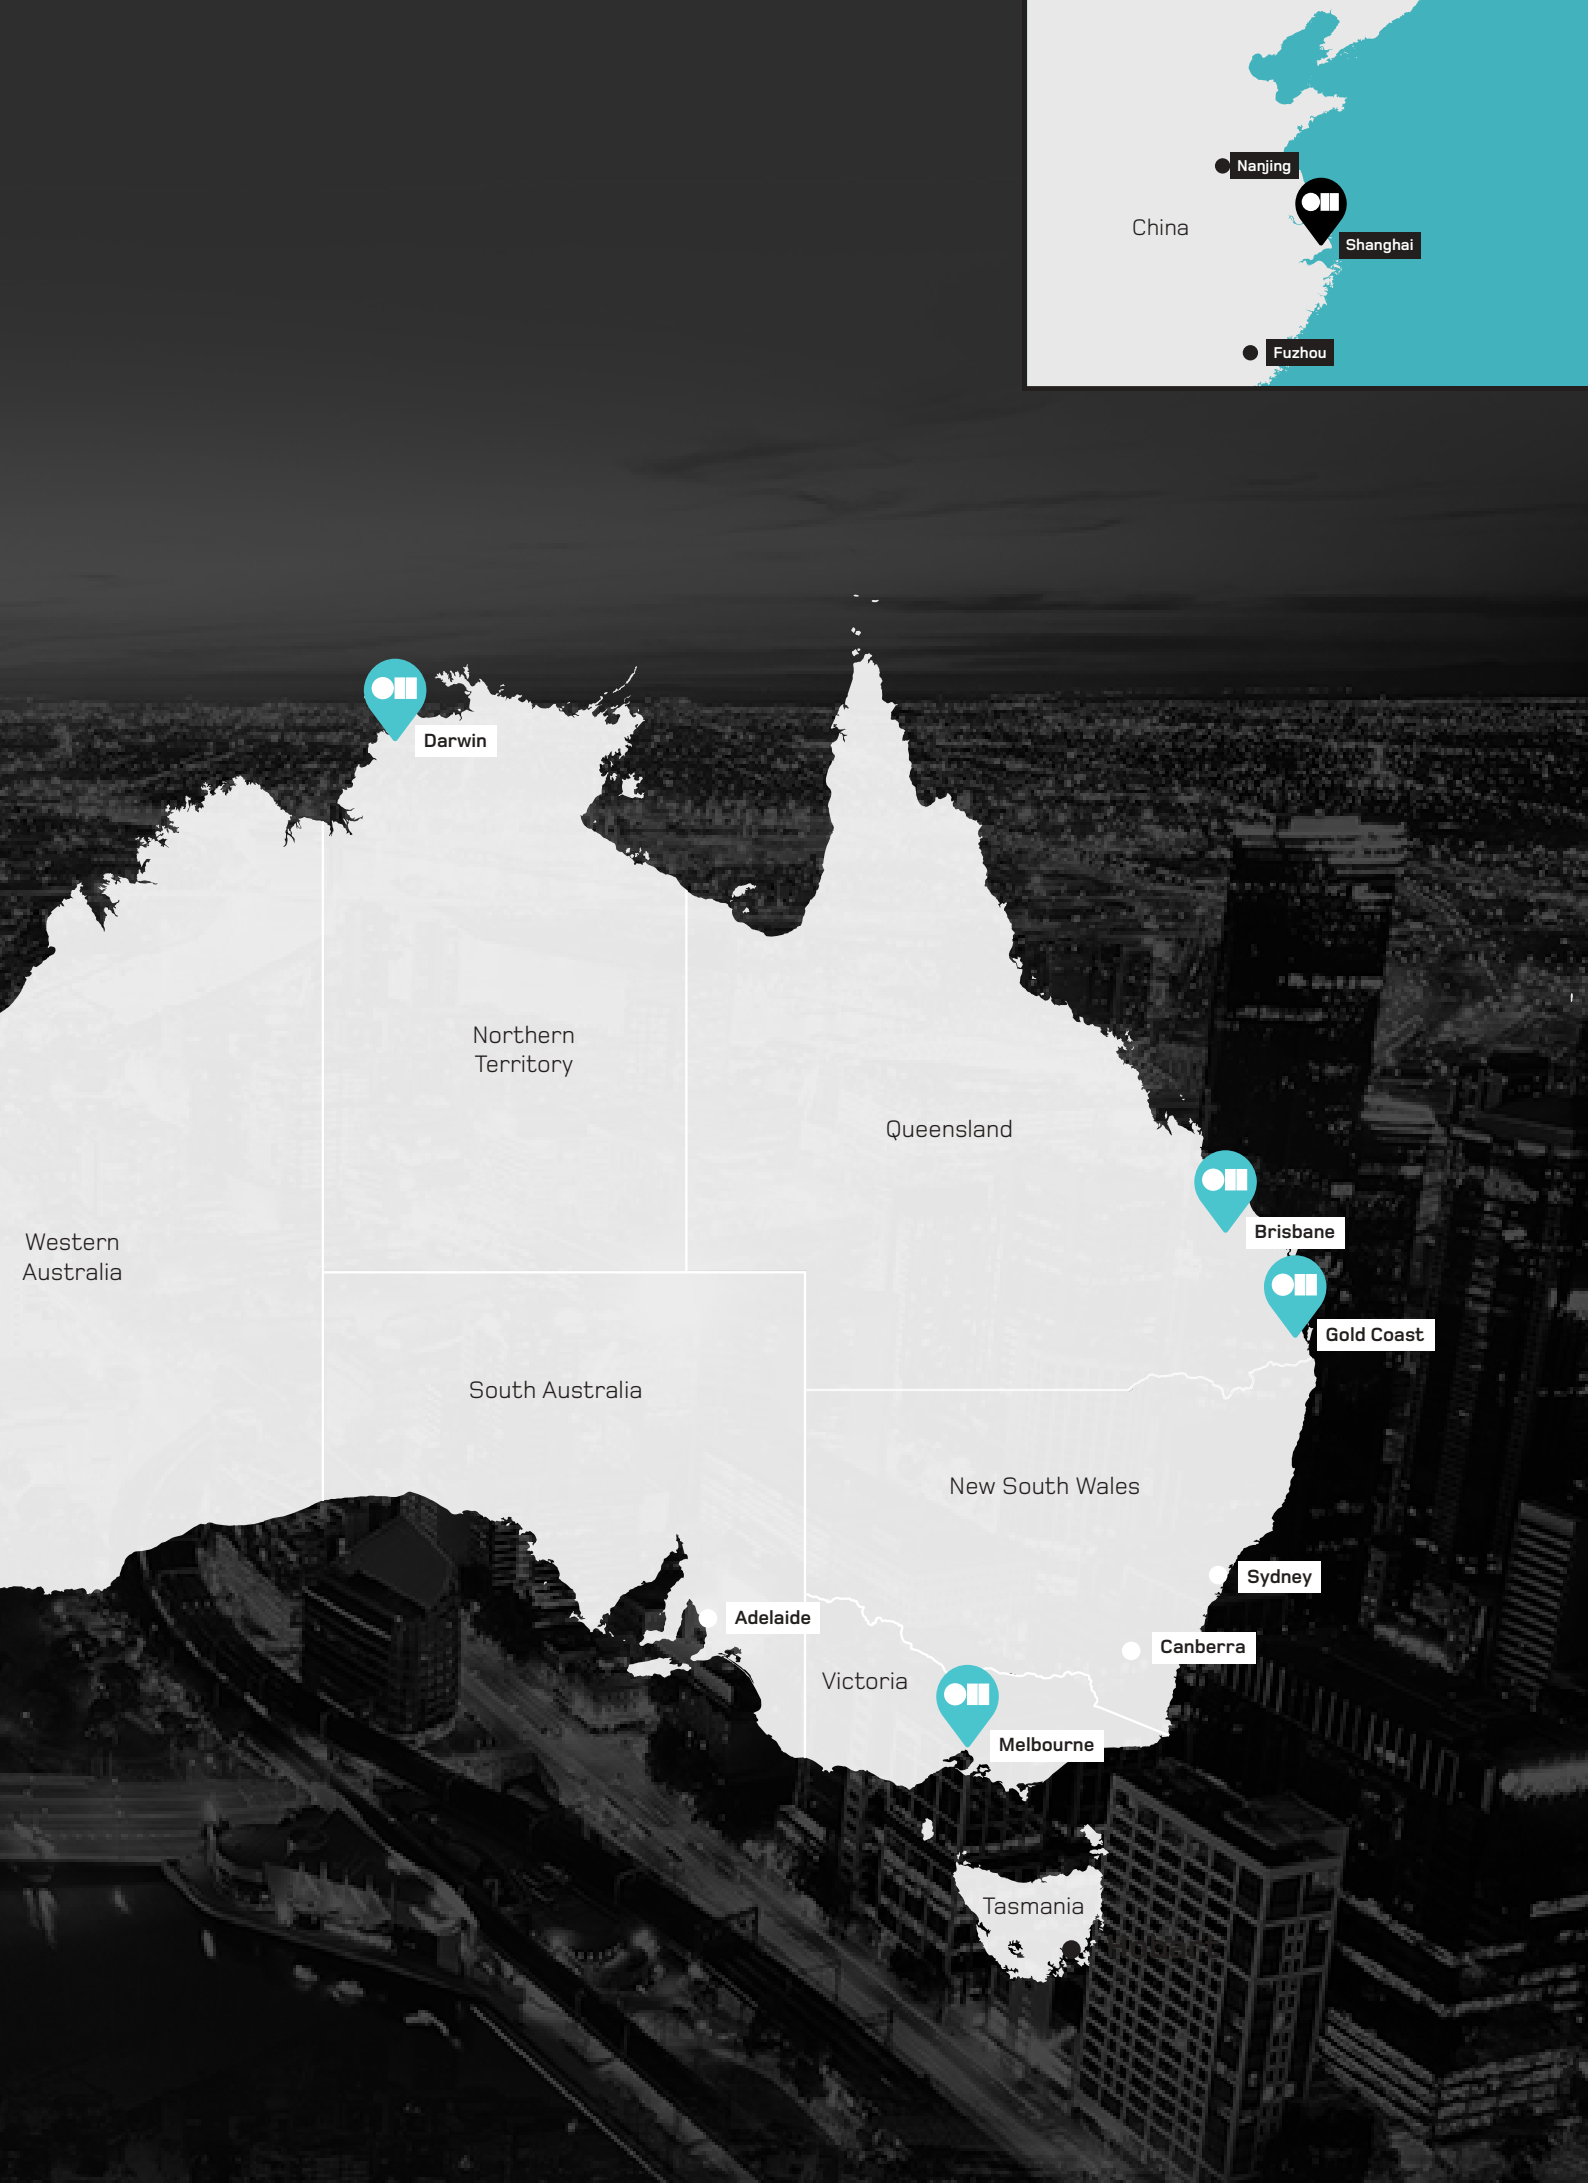 Nanjing
China
Shanghai
Fuzhou
Darwin
Northern
Territory
Queensland
Western
Australia
Brisbane
Gold Coast
South Australia
New South Wales
Sydney
Adelaide
Canberra
Victoria
Melbourne
Tasmania